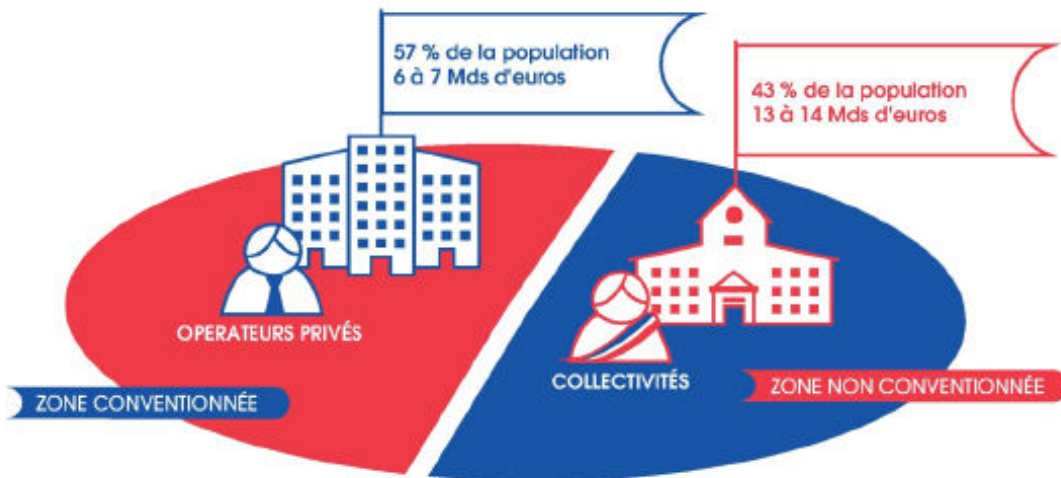 57 % de la population
6 à 7 Mds d'euros
43 % de la population
13 à 14 Mds d'euros
OPERATEURS PRIVÉS
COLLECTIVITÉS
ZONE CONVENTIONNÉE
ZONE NON CONVENTIONNÉE